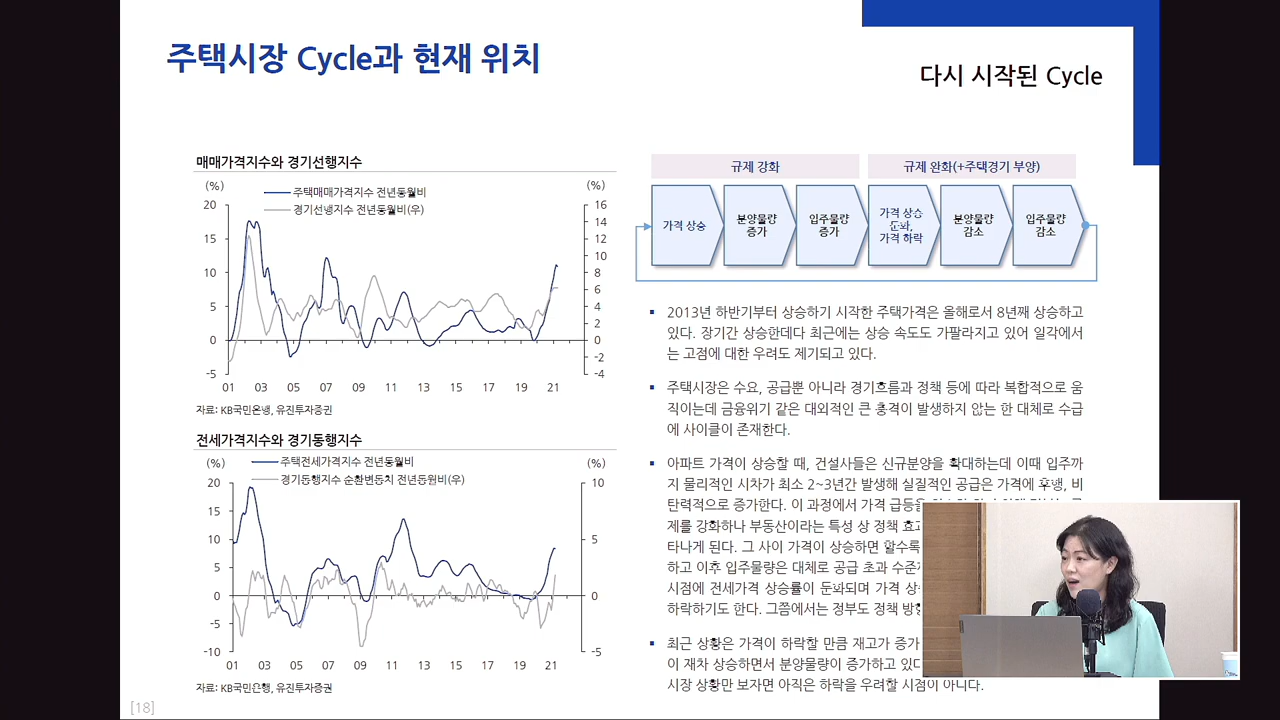 주택시장 Cycle과 현재 위치
다시 시작된 Cycle
매매가격지수와 경기선행지수
(%)
(%)
주택매매가격지수 전년동월비
경기선행지수 전년동월비(우)
20
15
10
5
0
-5
16
14
12
10
8
6
4
2
0
-2
-4
01 03 05 07 09 11 13 15 17 19 21
자료: KB국민은행, 유진투자증권
전세가격지수와 경기동행지수
(%)
(%)
주택전세가격지수 전년동월비
경기동행지수 순환변동치 전년동월비(우)
20
15
10
5
0
-5
-10
10
5
0
-5
01 03 05 07 09 11 13 15 17 19 21
자료: KB국민은행, 유진투자증권
[18]
규제 강화
규제 완화(+주택경기 부양)
가격 상승
분양물량
증가
입주물량
증가
가격 상승
둔화,
가격 하락
분양물량
감소
입주물량
감소
▪ 2013년 하반기부터 상승하기 시작한 주택가격은 올해로서 8년째 상승하고
있다. 장기간 상승한데다 최근에는 상승 속도도 가팔라지고 있어 일각에서
는 고점에 대한 우려도 제기되고 있다.
▪ 주택시장은 수요, 공급뿐 아니라 경기흐름과 정책 등에 따라 복합적으로 움
직이는데 금융위기 같은 대외적인 큰 충격이 발생하지 않는 한 대체로 수급
에 사이클이 존재한다.
▪ 아파트 가격이 상승할 때, 건설사들은 신규분양을 확대하는데 이때 입주까
지 물리적인 시차가 최소 2~3년간 발생해 실질적인 공급은 가격에 후행, 비
탄력적으로 증가한다. 이 과정에서 가격 급등을
제를 강화하나 부동산이라는 특성 상 정책 효과
타나게 된다. 그 사이 가격이 상승하면 할수록
하고 이후 입주물량은 대체로 공급 초과 수준
시점에 전세가격 상승률이 둔화되며 가격 상
하락하기도 한다. 그쯤에서는 정부도 정책 방
▪ 최근 상황은 가격이 하락할 만큼 재고가 증가
이 재차 상승하면서 분양물량이 증가하고 있다
시장 상황만 보자면 아직은 하락을 우려할 시점이 아니다.